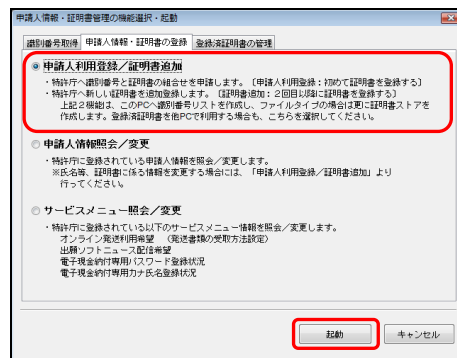 申請人情報・証明書管理の機能選択・起動
識別番号取得 申請人情報・証明書の登録 登録済証明書の管理
申請人利用登録／証明書追加
・特許庁へ識別番号と証明書の組合せを申請します。〔申請人利用登録：初めて証明書を登録する〕
・特許庁へ新しい証明書を追加登録します。〔証明書追加：２回目以降に証明書を登録する〕
上記２機能は、このPCへ識別番号リストを作成し、ファイルタイプの場合は更に証明書ストアを
作成します。登録済証明書を他PCで利用する場合も、こちらを選択してください。
申請人情報照会／変更
・特許庁に登録されている申請人情報を照会／変更します。
※氏名等、証明書に係る情報を変更する場合には、「申請人利用登録／証明書追加」より
行ってください。
サービスメニュー照会／変更
・特許庁に登録されている以下のサービスメニュー情報を照会／変更します。
オンライン発送利用希望　（発送書類の受取方法設定）
出願ソフトニュース配信希望
電子現金納付専用パスワード登録状況
電子現金納付専用カナ氏名登録状況
起動 キャンセル